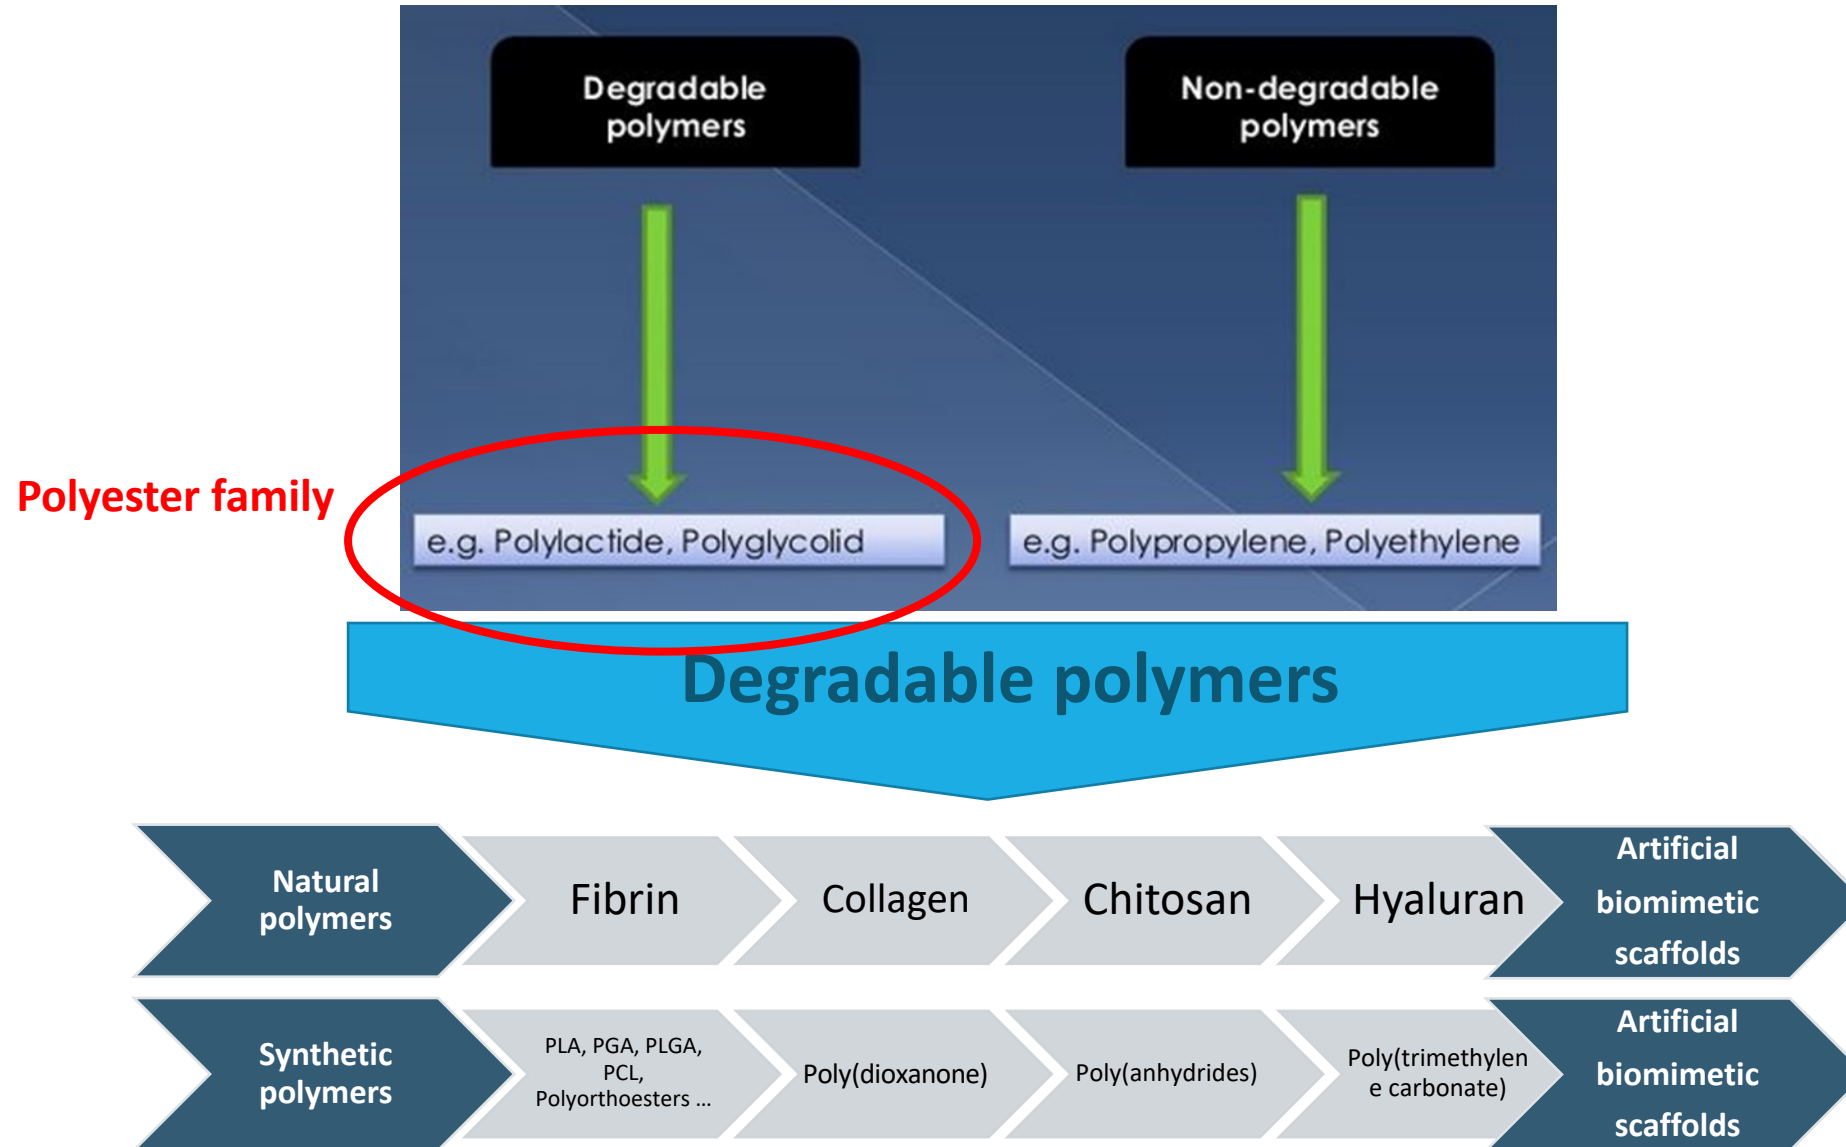 Degradable
polymers
Non-degradable
polymers
Polyester family
e.g. Polylactide, Polyglycolid
e.g. Polypropylene, Polyethylene
Degradable polymers
Natural
polymers
Fibrin
Collagen
Chitosan
Hyaluran
Artificial
biomimetic
scaffolds
Synthetic
polymers
PLA, PGA, PLGA,
PCL,
Polyorthoesters ...
Poly(dioxanone)
Poly(anhydrides)
Poly(trimethylen
e carbonate)
Artificial
biomimetic
scaffolds